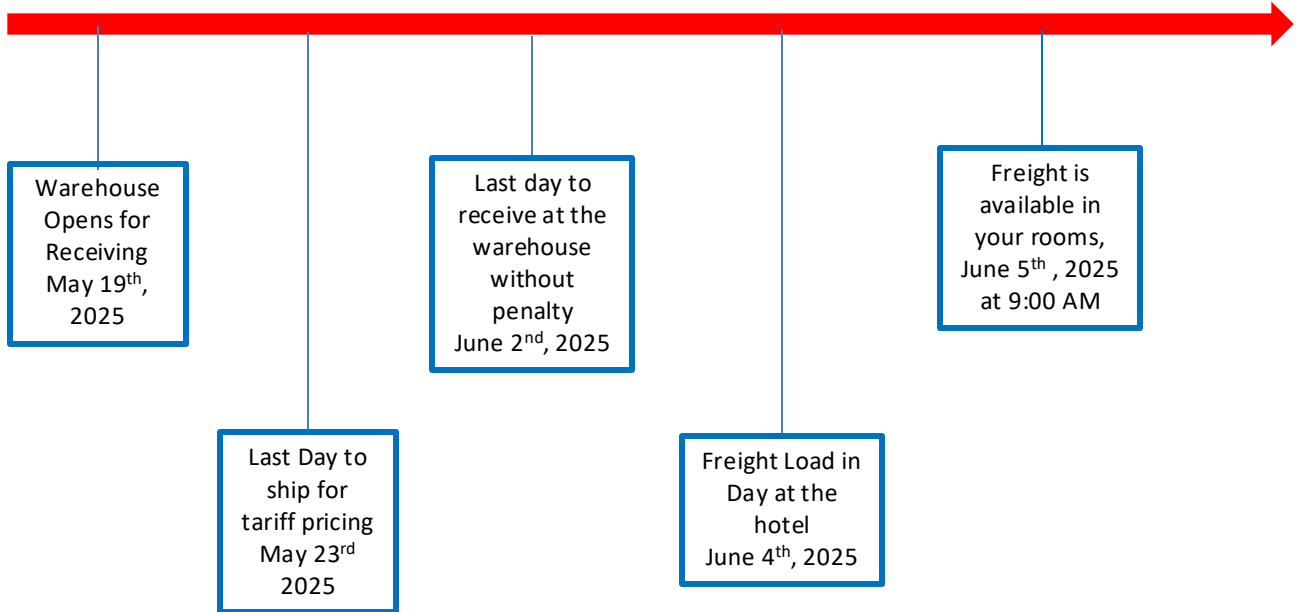 Warehouse
Opens for
Receiving
May 19th,
2025
Last Day to
ship for
tariff pricing
May 23rd
2025
Last day to
receive at the
warehouse
without
penalty
June 2nd, 2025
Freight Load in
Day at the
hotel
June 4th, 2025
Freight is
available in
your rooms,
June 5th , 2025
at 9:00 AM